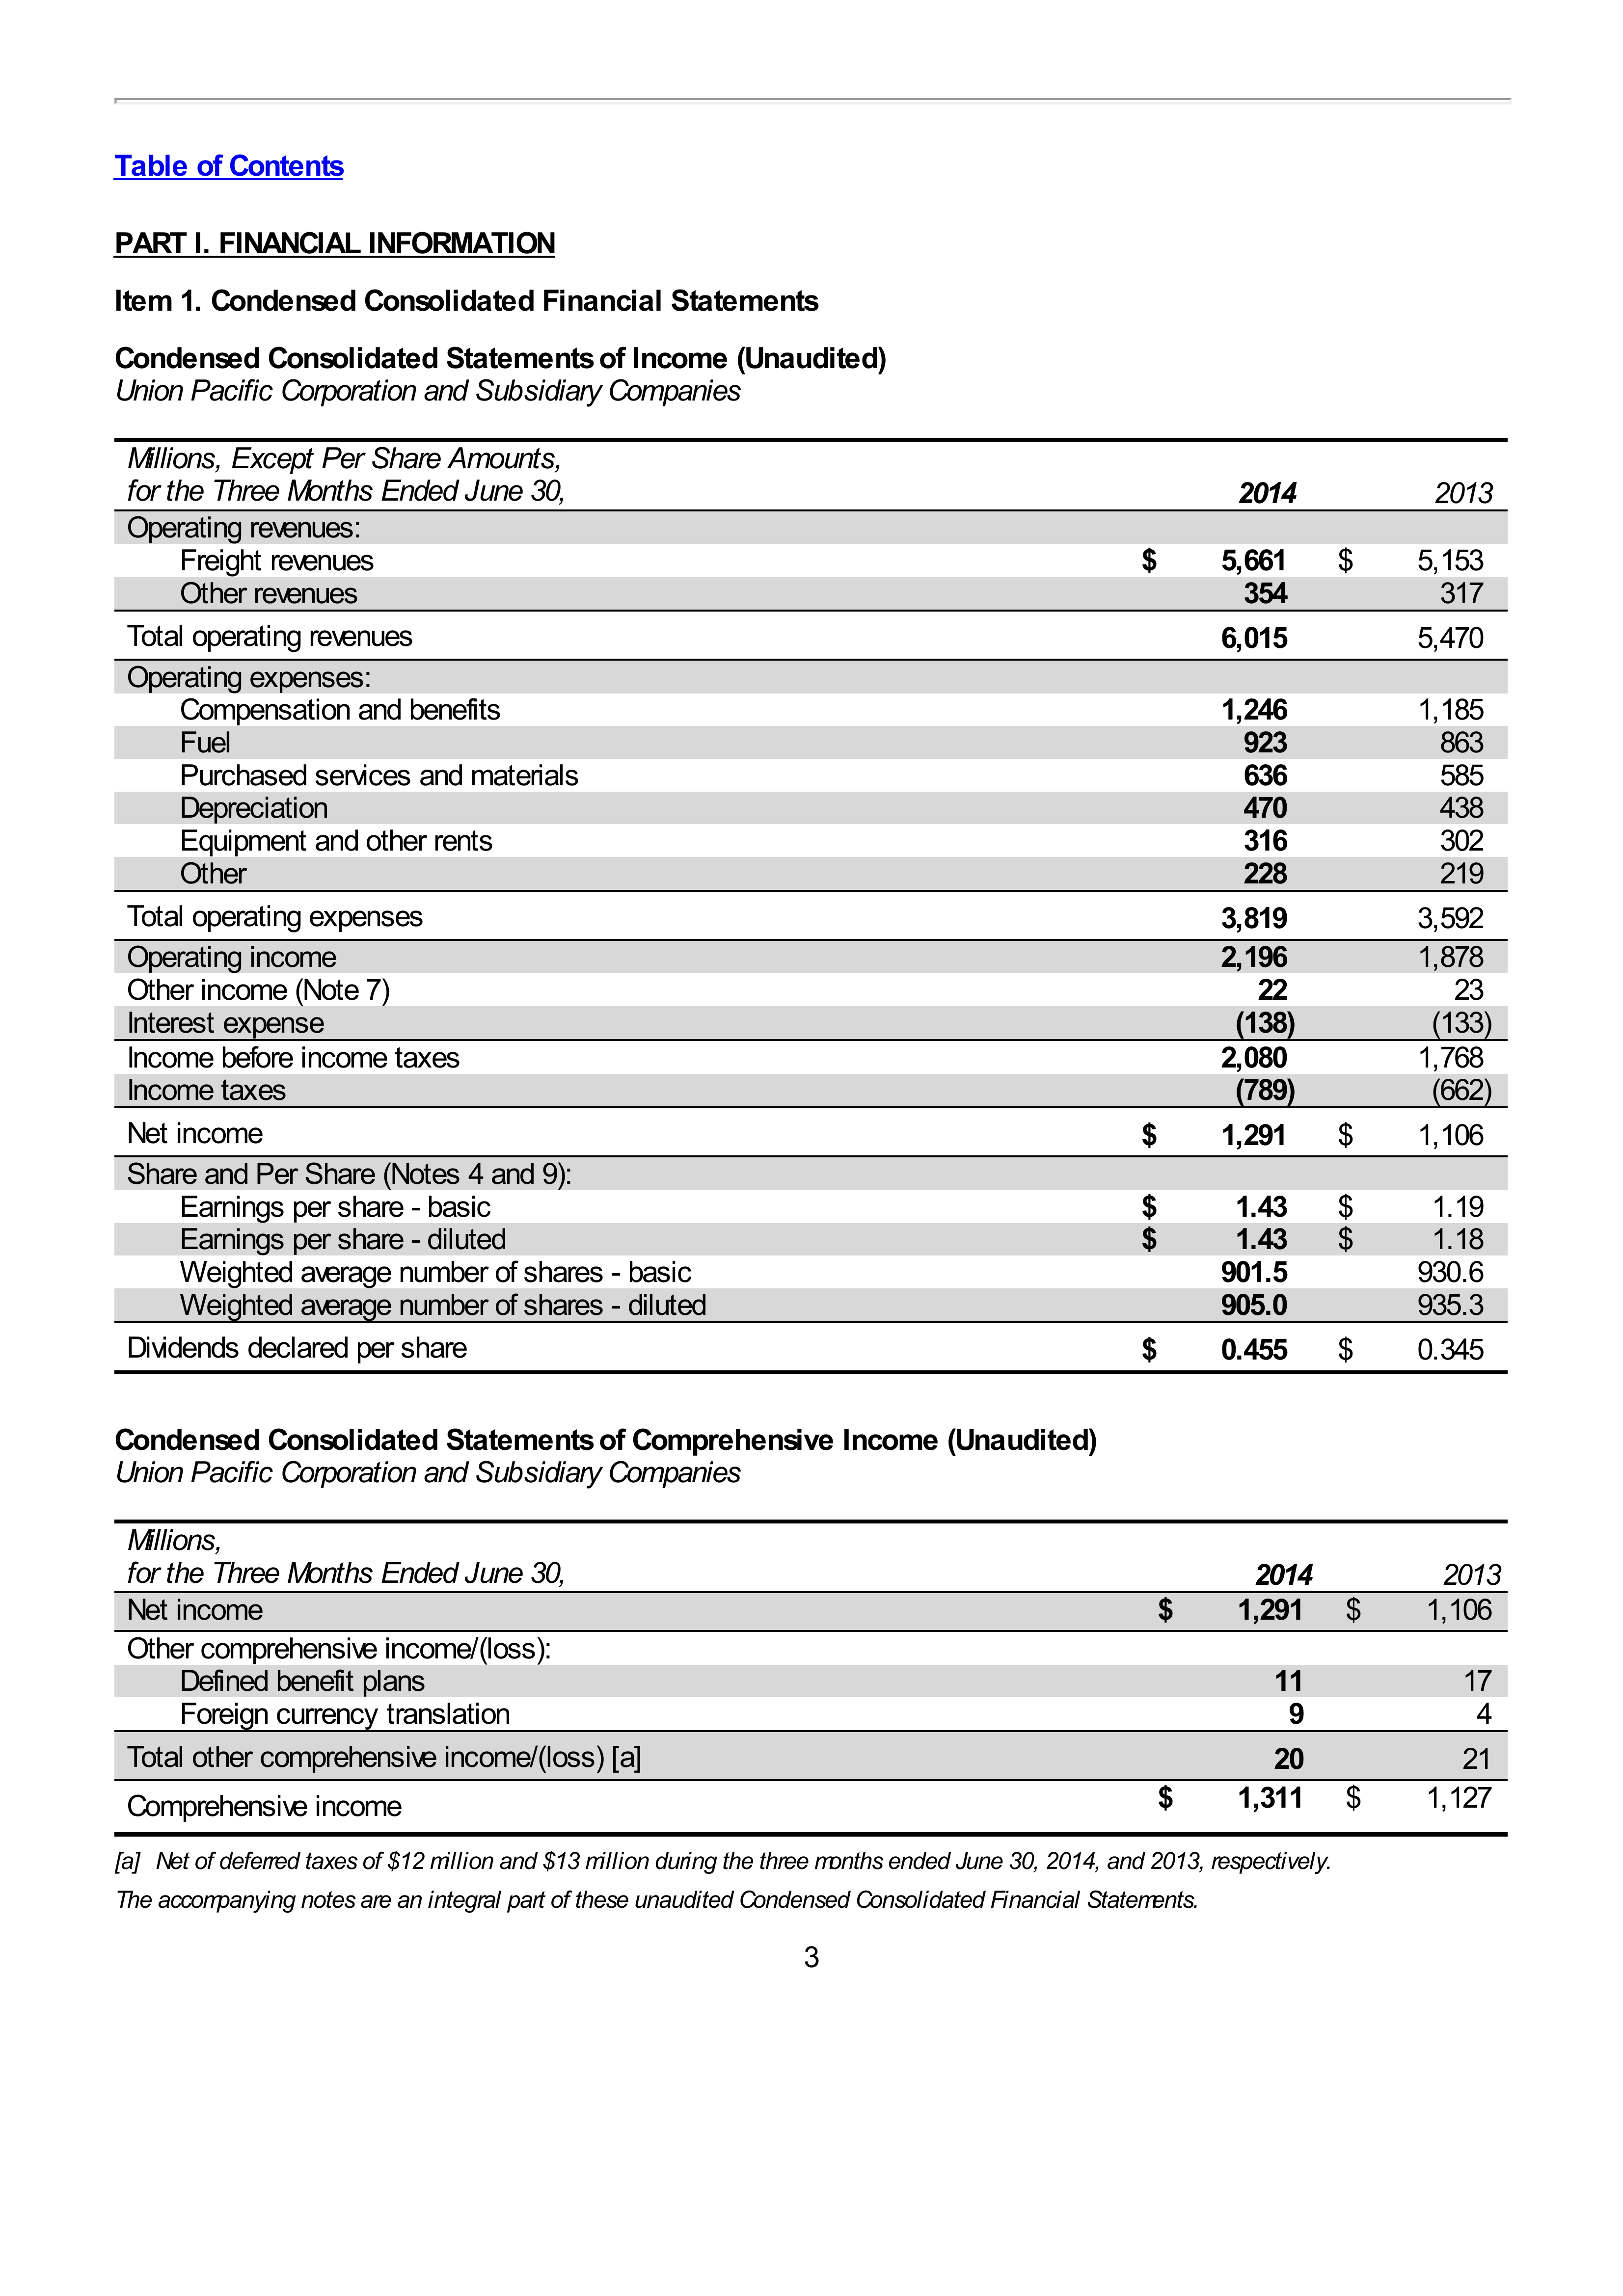 Table of Contents
PART I. FINANCIAL INFORMATION
Item 1. Condensed Consolidated Financial Statements
Condensed Consolidated Statements of Income (Unaudited)
Union Pacific Corporation and Subsidiary Companies
Millions, Except Per Share Amounts,
for the Three Months Ended June 30, 2014 2013
Operating revenues:
Freight revenues $ 5,661 $ 5,153
Other revenues 354 317
Total operating revenues 6,015 5,470
Operating expenses:
Compensation and benefits 1,246 1,185
Fuel 923 863
Purchased services and materials 636 585
Depreciation 470 438
Equipment and other rents 316 302
Other 228 219
Total operating expenses 3,819 3,592
Operating income 2,196 1,878
Other income (Note 7) 22 23
Interest expense (138) (133)
Income before income taxes 2,080 1,768
Income taxes (789) (662)
Net income $ 1,291 $ 1,106
Share and Per Share (Notes 4 and 9):
Earnings per share - basic $ 1.43 $ 1.19
Earnings per share - diluted $ 1.43 $ 1.18
Weighted average number of shares - basic 901.5 930.6
Weighted average number of shares - diluted 905.0 935.3
Dividends declared per share $ 0.455 $ 0.345
Condensed Consolidated Statements of Comprehensive Income (Unaudited)
Union Pacific Corporation and Subsidiary Companies
Millions,
for the Three Months Ended June 30, 2014 2013
Net income $ 1,291 $ 1,106
Other comprehensive income/(loss):
Defined benefit plans 11 17
Foreign currency translation 9 4
Total other comprehensive income/(loss) [a] 20 21
Comprehensive income $ 1,311 $ 1,127
[a] Net of deferred taxes of $12 million and $13 million during the three months ended June 30, 2014, and 2013, respectively.
The accompanying notes are an integral part of these unaudited Condensed Consolidated Financial Statements.
3